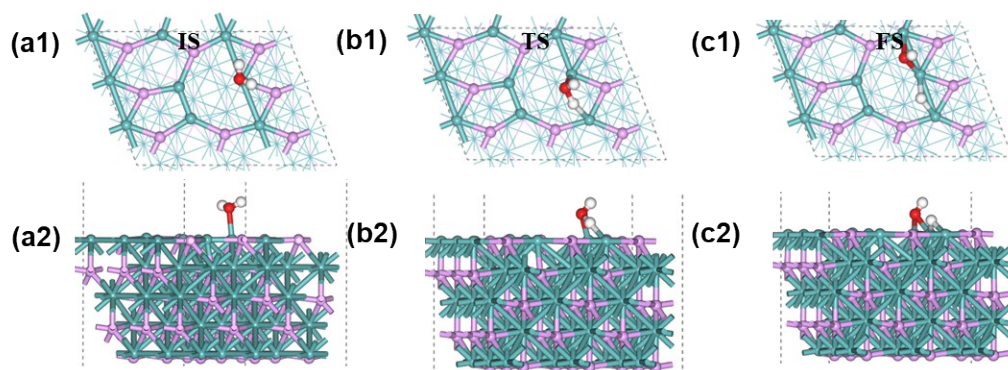 (a1)
IS
(b1)
TS
(c1)
FS
(a2)
(b2)
(c2)